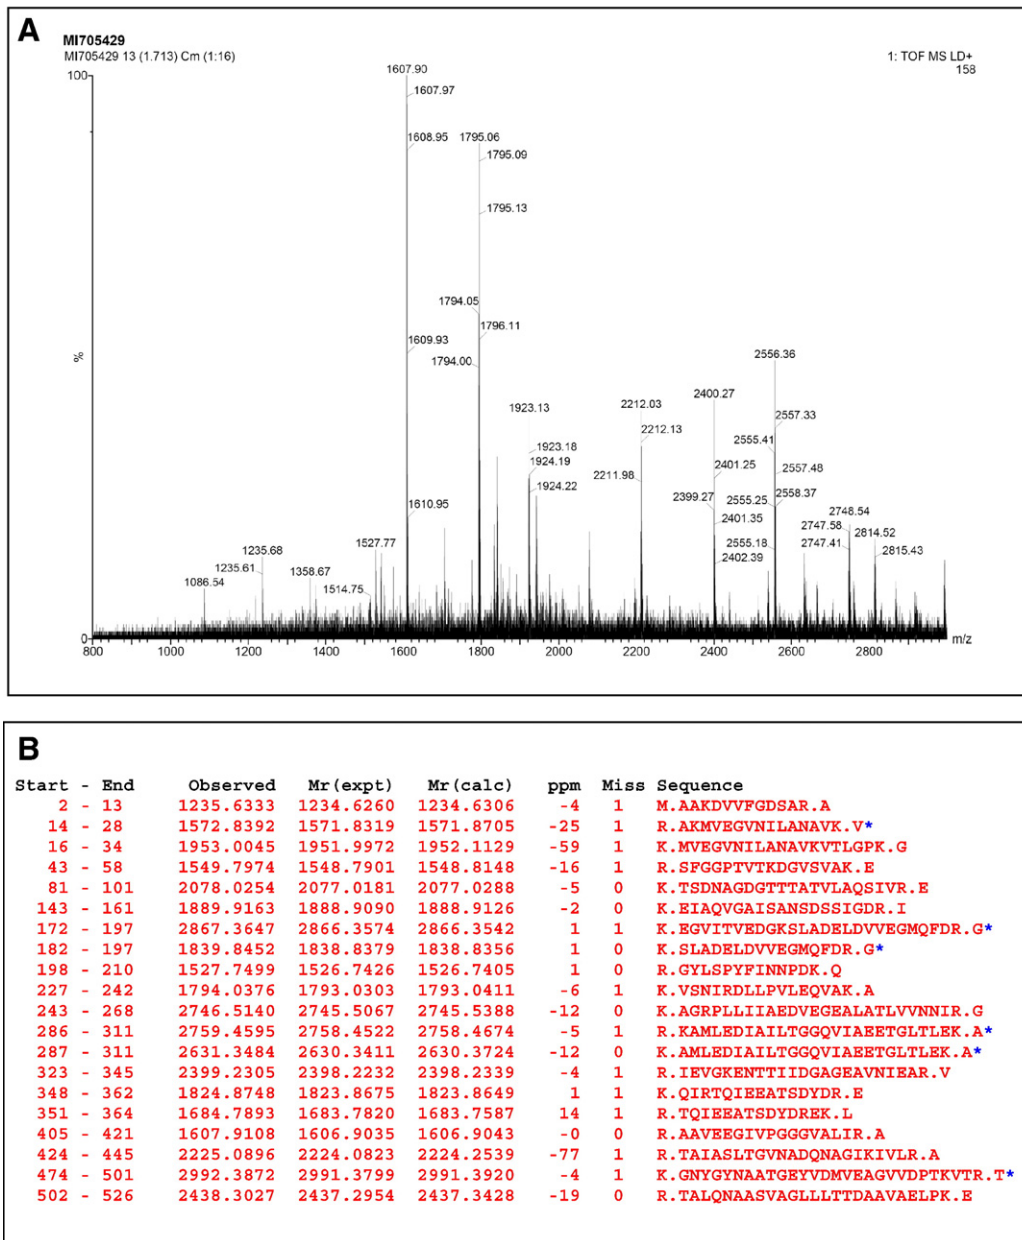 A
MI705429
MI705429 13 (1.713) Cm (1:16)
1: TOF MS LD+
158
100
%
0
1607.90
1607.97
1608.95
1609.93
1610.95
1795.06
1795.09
1795.13
1794.05
1796.11
1794.00
1923.13
1923.18
1924.19
1924.22
2212.03
2212.13
2211.98
2400.27
2401.25
2399.27
2401.35
2402.39
2556.36
2557.33
2555.41
2557.48
2555.25
2558.37
2555.18
2748.54
2747.58
2747.41
2814.52
2815.43
1086.54
1235.68
1235.61
1358.67
1514.75
1527.77
800 1000 1200 1400 1600 1800 2000 2200 2400 2600 2800 m/z
B
Start - End Observed Mr(expt) Mr(calc) ppm Miss Sequence
2 - 13 1235.6333 1234.6260 1234.6306 -4 1 M.AAKDVVFGDSAR.A
14 - 28 1572.8392 1571.8319 1571.8705 -25 1 R.AKMVEGVNILANAVK.V*
16 - 34 1953.0045 1951.9972 1952.1129 -59 1 K.MVEGVNILANAVKVTLGPK.G
43 - 58 1549.7974 1548.7901 1548.8148 -16 1 R.SFGGPTVTKDGVSVAK.E
81 - 101 2078.0254 2077.0181 2077.0288 -5 0 K.TSDNAGDGTTTATVLAQSIVR.E
143 - 161 1889.9163 1888.9090 1888.9126 -2 0 K.EIAQVGAISANSDSSIGDR.I
172 - 197 2867.3647 2866.3574 2866.3542 1 1 K.EGVITVEDGKSLADELDVVEGMQFDR.G*
182 - 197 1839.8452 1838.8379 1838.8356 1 0 K.SLADELDVVEGMQFDR.G*
198 - 210 1527.7499 1526.7426 1526.7405 1 0 R.GYLSPYFINNPDK.Q
227 - 242 1794.0376 1793.0303 1793.0411 -6 1 K.VSNIRDLLPVLEQVAK.A
243 - 268 2746.5140 2745.5067 2745.5388 -12 0 K.AGRPLLIIAEDVEGEALATLVVNNIR.G
286 - 311 2759.4595 2758.4522 2758.4674 -5 1 R.KAMLEDIAILTGGQVIAEETGLTLEK.A*
287 - 311 2631.3484 2630.3411 2630.3724 -12 0 K.AMLEDIAILTGGQVIAEETGLTLEK.A*
323 - 345 2399.2305 2398.2232 2398.2339 -4 1 R.IEVGKENTTIIDGAGEAVNIEAR.V
348 - 362 1824.8748 1823.8675 1823.8649 1 1 K.QIRTQIEEATSDYDR.E
351 - 364 1684.7893 1683.7820 1683.7587 14 1 R.TQIEEATSDYDREK.L
405 - 421 1607.9108 1606.9035 1606.9043 -0 0 R.AAVEEGIVPGGGVALIR.A
424 - 445 2225.0896 2224.0823 2224.2539 -77 1 R.TAIASLTGVNADQNAGIKIVLR.A
474 - 501 2992.3872 2991.3799 2991.3920 -4 1 K.GNYGYNAATGEYVDMVEAGVVDPTKVTR.T*
502 - 526 2438.3027 2437.2954 2437.3428 -19 0 R.TALQNAASVAGLLLTTDAAVAELPK.E